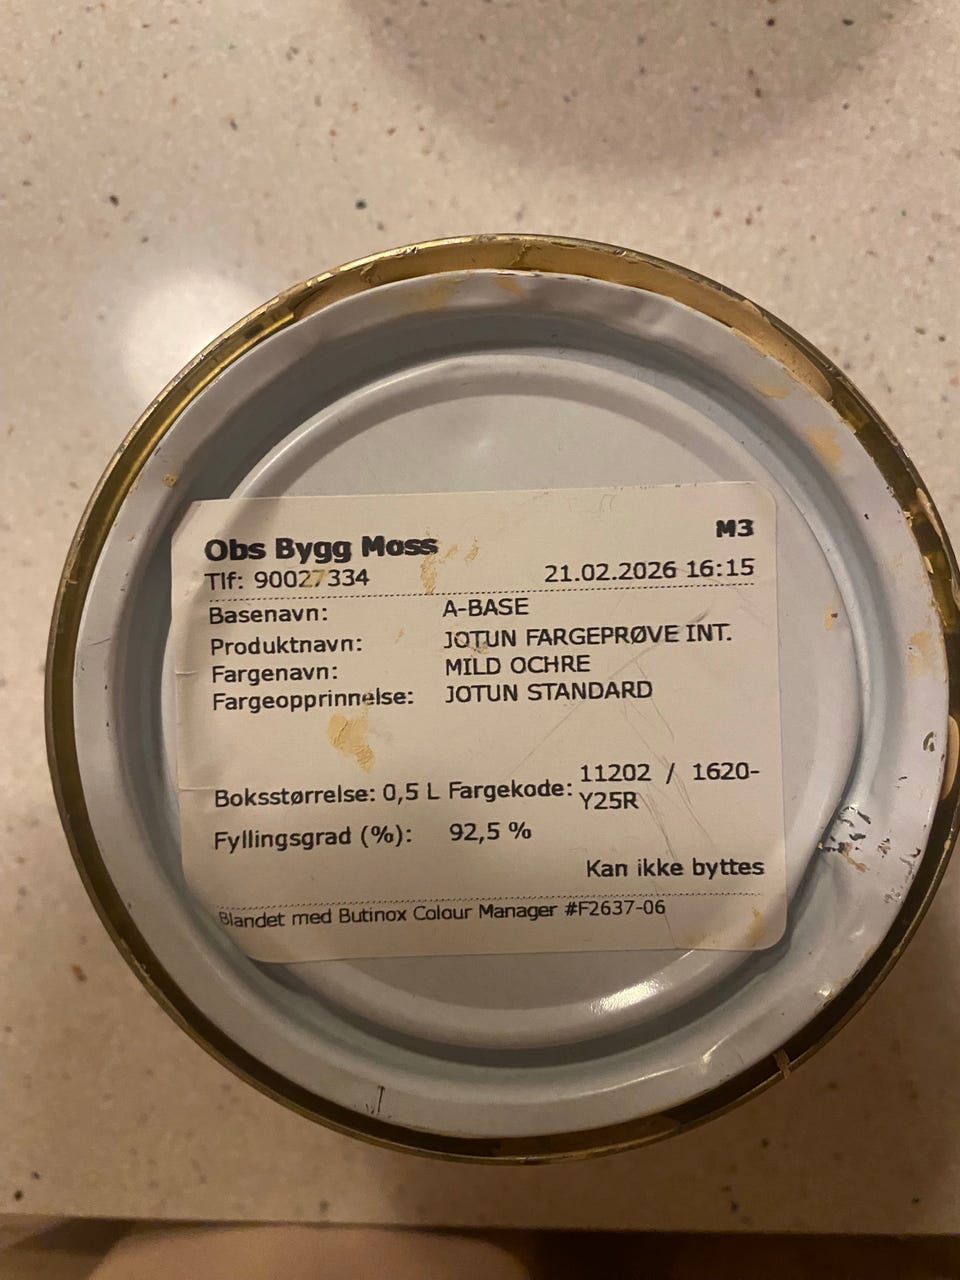 Obs Bygg Moss M3
Tlf: 90027334 21.02.2026 16:15
Basenavn: A-BASE
Produktnavn: JOTUN FARGEPRØVE INT.
Fargenavn: MILD OCHRE
Fargeopprinnelse: JOTUN STANDARD
Boksstørrelse: 0,5 L Fargekode: 11202 / 1620-
Y25R
Fyllingsgrad (%): 92,5 %
Kan ikke byttes
Blandet med Butinox Colour Manager #F2637-06